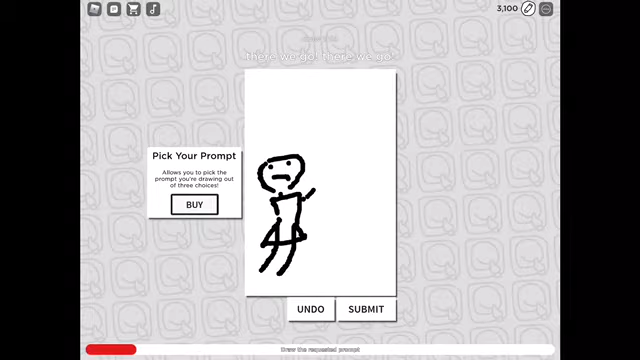 3,100
there we go! there we go!
Pick Your Prompt
Allows you to pick the
prompt you're drawing out
of three choices!
BUY
UNDO
SUBMIT
Draw the requested prompt